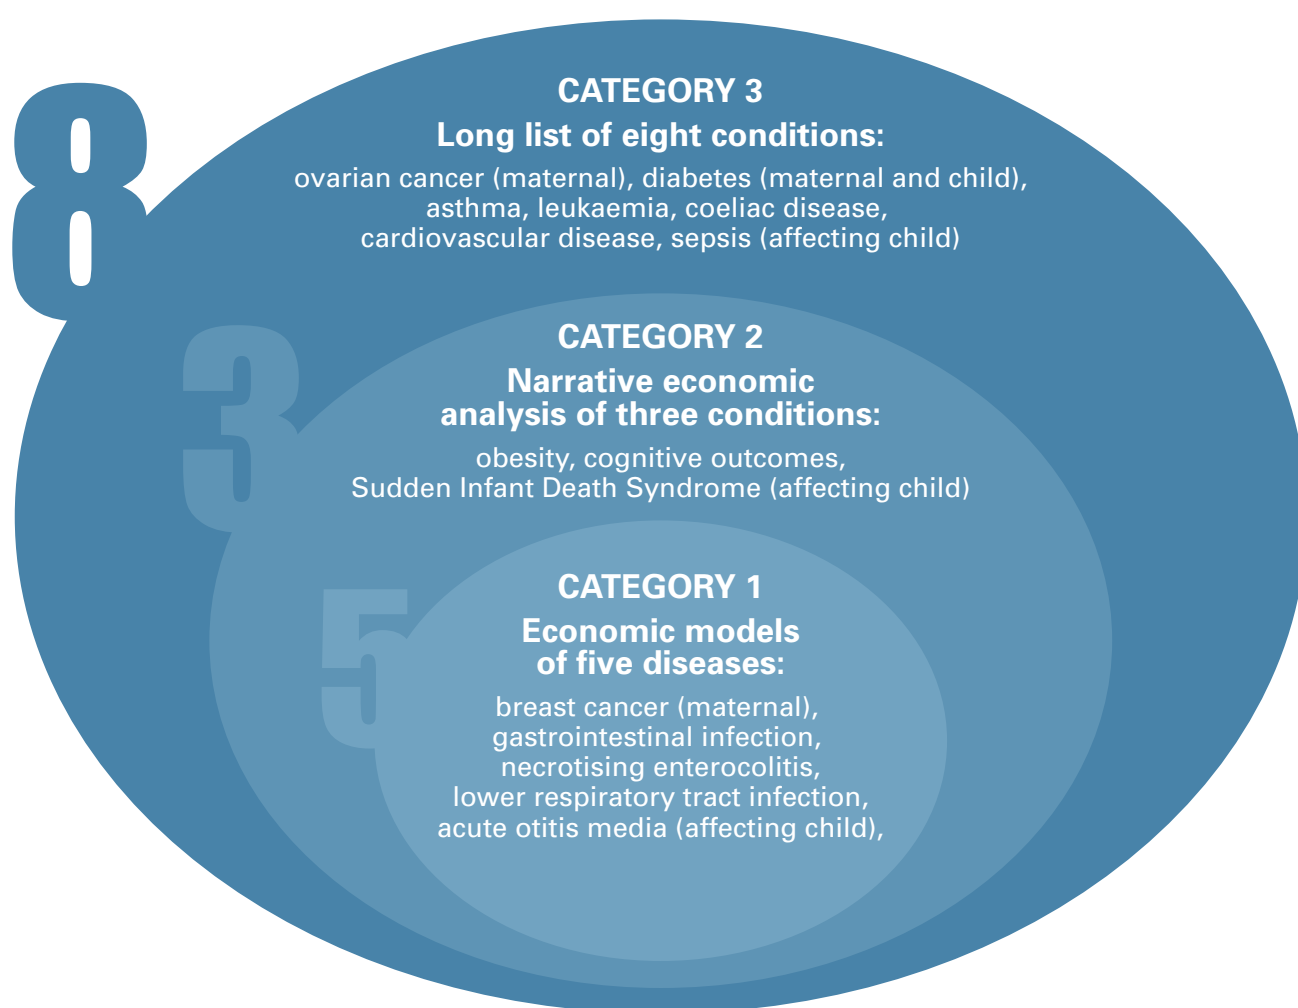 8
CATEGORY 3
Long list of eight conditions:
ovarian cancer (maternal), diabetes (maternal and child),
asthma, leukaemia, coeliac disease,
cardiovascular disease, sepsis (affecting child)
3
CATEGORY 2
Narrative economic
analysis of three conditions:
obesity, cognitive outcomes,
Sudden Infant Death Syndrome (affecting child)
5
CATEGORY 1
Economic models
of five diseases:
breast cancer (maternal),
gastrointestinal infection,
necrotising enterocolitis,
lower respiratory tract infection,
acute otitis media (affecting child),